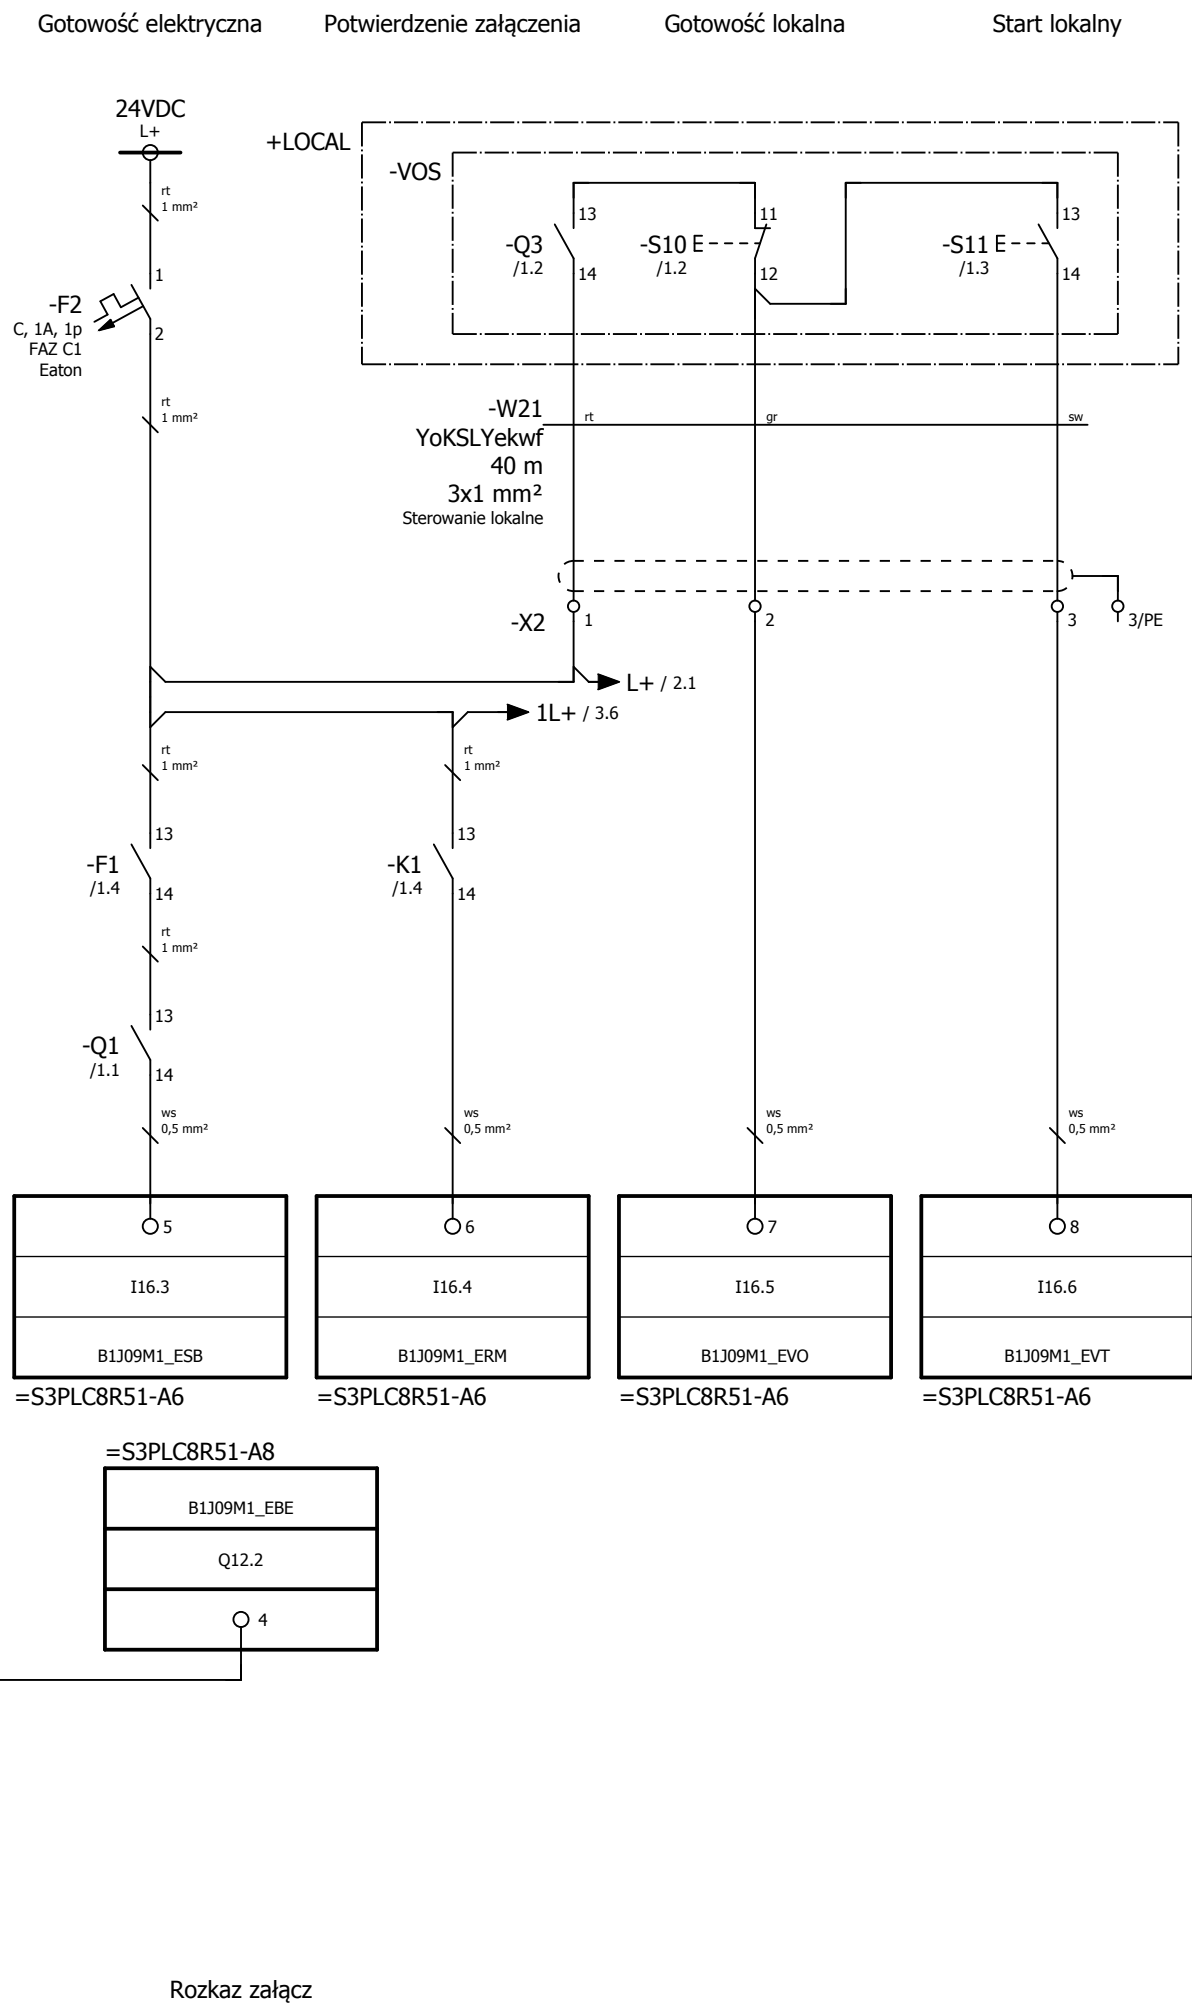 Gotowość elektryczna
Potwierdzenie załączenia
Gotowość lokalna
Start lokalny
24VDC
L+
rt
1 mm²
1
-F2
C, 1A, 1p
FAZ C1
Eaton
2
rt
1 mm²
+LOCAL
-VOS
13
-Q3
/1.2
14
11
-S10 E
/1.2
12
13
-S11 E
/1.3
14
-W21
YoKSLYekwf
40 m
3x1 mm²
Sterowanie lokalne
rt
gr
sw
-X2
1
2
3
3/PE
L+ / 2.1
1L+ / 3.6
rt
1 mm²
rt
1 mm²
13
-F1
/1.4
14
13
-K1
/1.4
14
rt
1 mm²
13
-Q1
/1.1
14
ws
0,5 mm²
ws
0,5 mm²
ws
0,5 mm²
ws
0,5 mm²
5
I16.3
B1J09M1_ESB
=S3PLC8R51-A6
6
I16.4
B1J09M1_ERM
=S3PLC8R51-A6
7
I16.5
B1J09M1_EVO
=S3PLC8R51-A6
8
I16.6
B1J09M1_EVT
=S3PLC8R51-A6
=S3PLC8R51-A8
B1J09M1_EBE
Q12.2
4
Rozkaz załącz